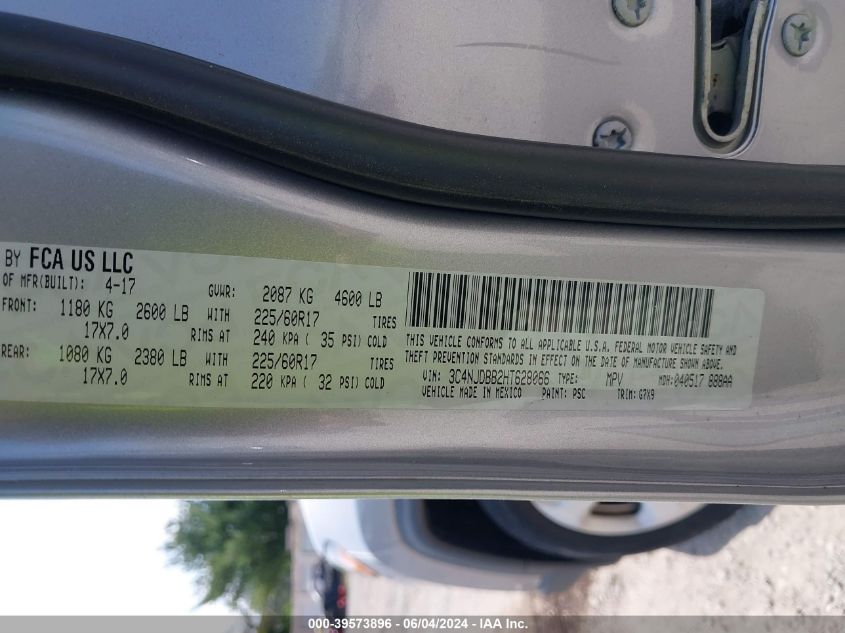 BY FCA US LLC
OF MFR(BUILT): 4-17 GVWR: 2087 KG 4600 LB
FRONT: 1180 KG 2600 LB WITH 225/60R17 TIRES
17X7.0 RIMS AT 240 KPA ( 35 PSI) COLD
REAR: 1080 KG 2380 LB WITH 225/60R17 TIRES
17X7.0 RIMS AT 220 KPA ( 32 PSI) COLD
THIS VEHICLE CONFORMS TO ALL APPLICABLE U.S.A. FEDERAL MOTOR VEHICLE SAFETY AND
THEFT PREVENTION STANDARDS IN EFFECT ON THE DATE OF MANUFACTURE SHOWN ABOVE.
VIN: 3C4NJDBB2HT628066 TYPE: MPV MDH:040517 888AA
VEHICLE MADE IN MEXICO PAINT: PSC TRIM: G7X9
000-39573896 - 06/04/2024 - IAA Inc.